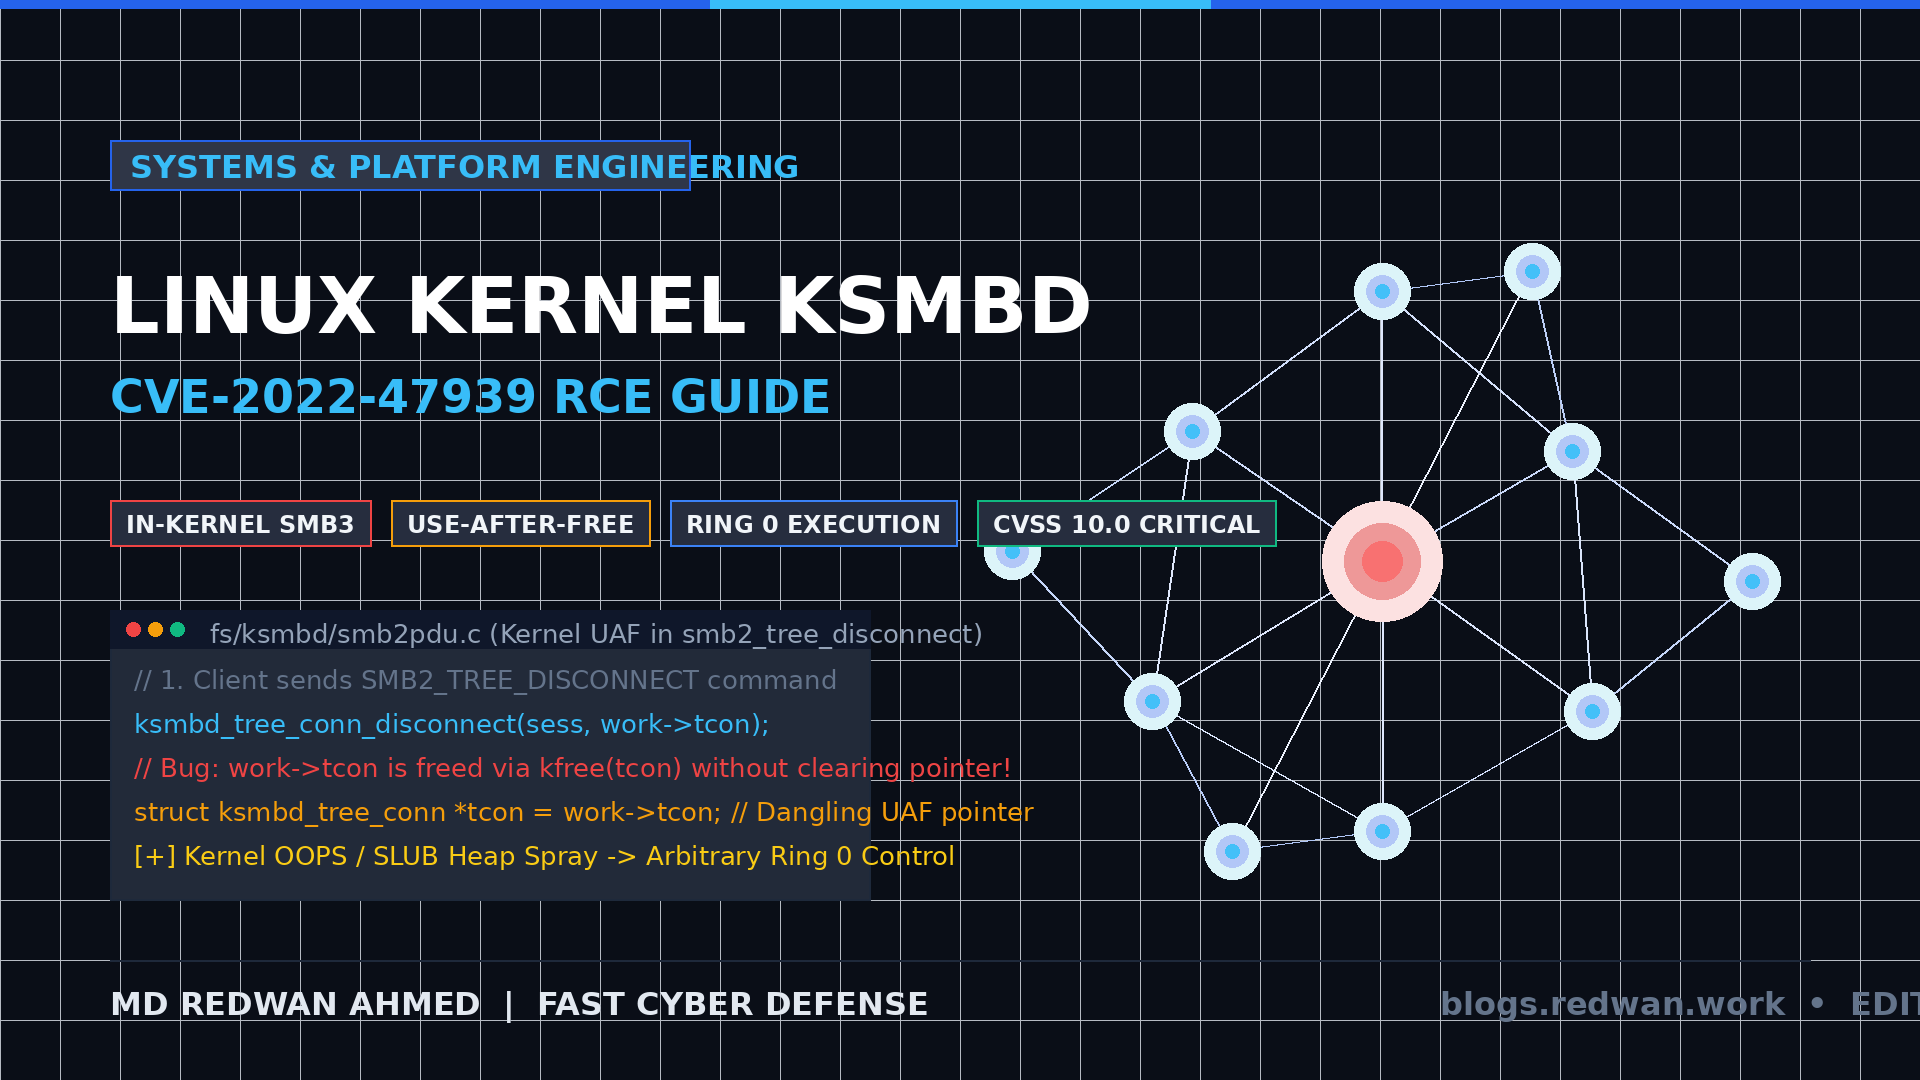 SYSTEMS & PLATFORM ENGINEERING
LINUX KERNEL KSMBD
CVE-2022-47939 RCE GUIDE
IN-KERNEL SMB3
USE-AFTER-FREE
RING 0 EXECUTION
CVSS 10.0 CRITICAL
fs/ksmbd/smb2pdu.c (Kernel UAF in smb2_tree_disconnect)
// 1. Client sends SMB2_TREE_DISCONNECT command
ksmbd_tree_conn_disconnect(sess, work->tcon);
// Bug: work->tcon is freed via kfree(tcon) without clearing pointer!
struct ksmbd_tree_conn *tcon = work->tcon; // Dangling UAF pointer
[+] Kernel OOPS / SLUB Heap Spray -> Arbitrary Ring 0 Control
MD REDWAN AHMED | FAST CYBER DEFENSE
blogs.redwan.work •